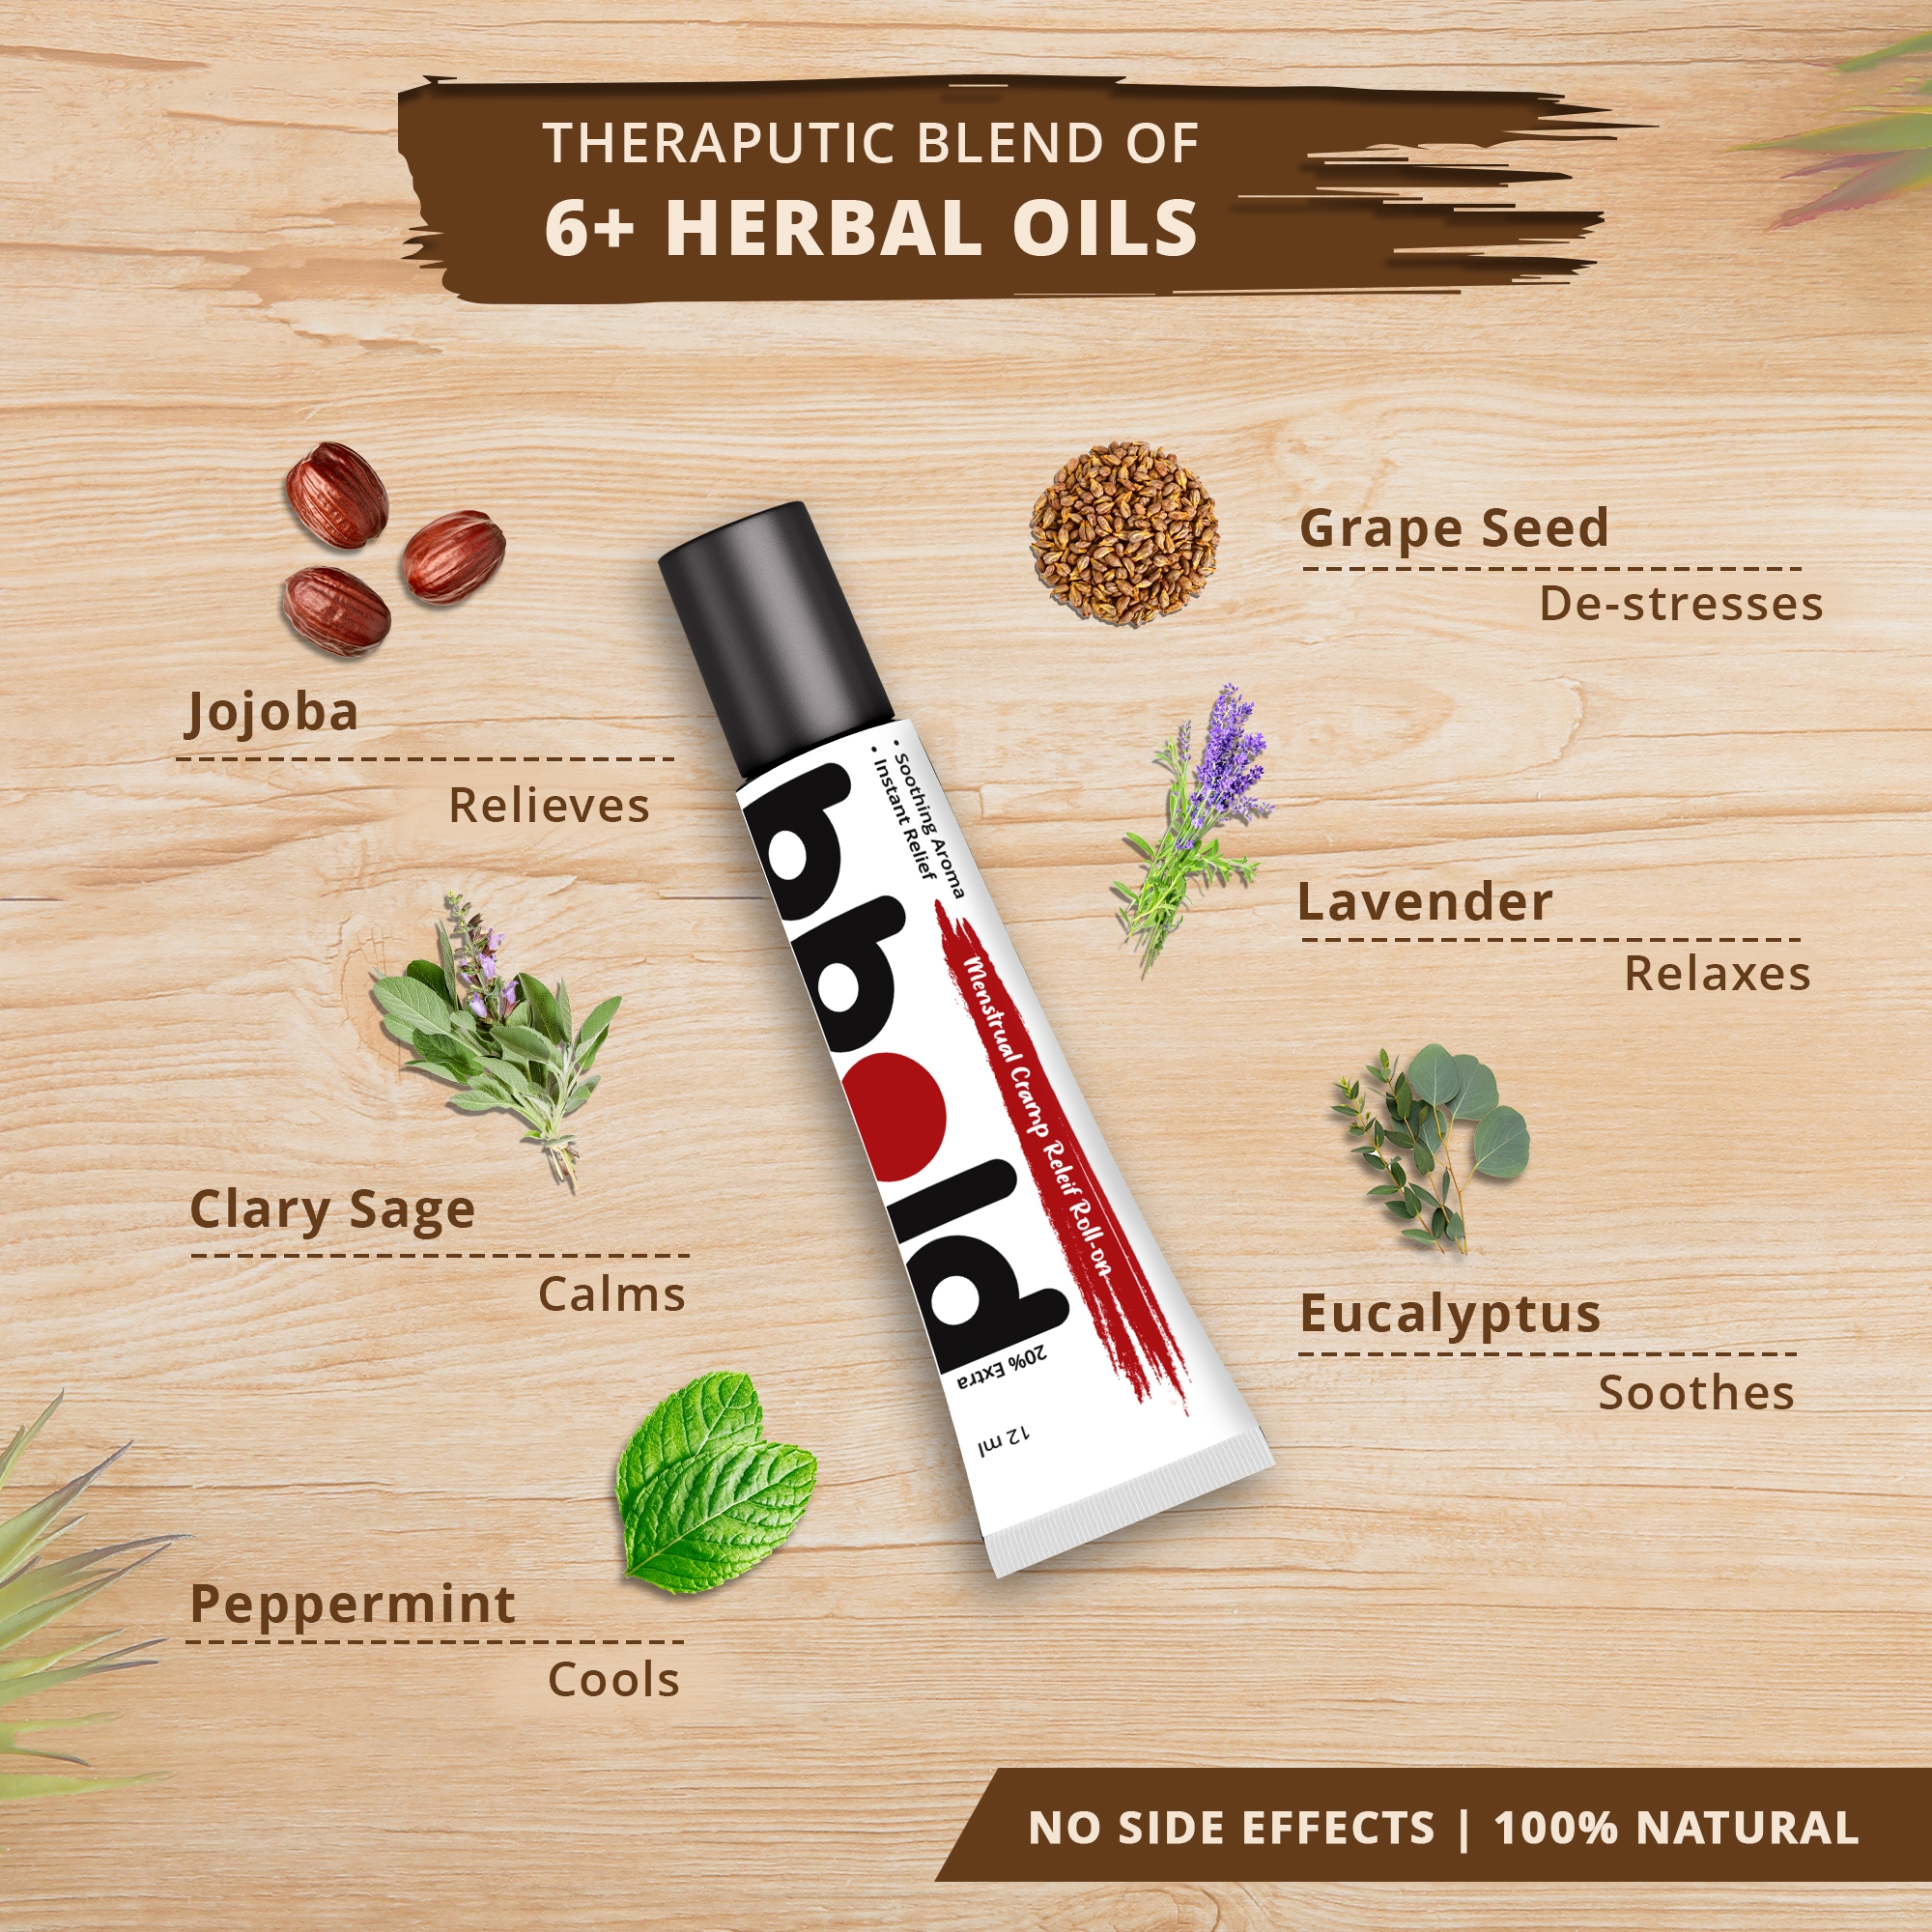 THERAPUTIC BLEND OF
6+ HERBAL OILS
Grape Seed
De-stresses
Jojoba
Relieves
Lavender
Relaxes
Clary Sage
Calms
Eucalyptus
Soothes
Peppermint
Cools
• Soothing Aroma
• Instant Relief
bbold
Menstrual Cramp Releif Roll-on
20% Extra
12 ml
NO SIDE EFFECTS | 100% NATURAL